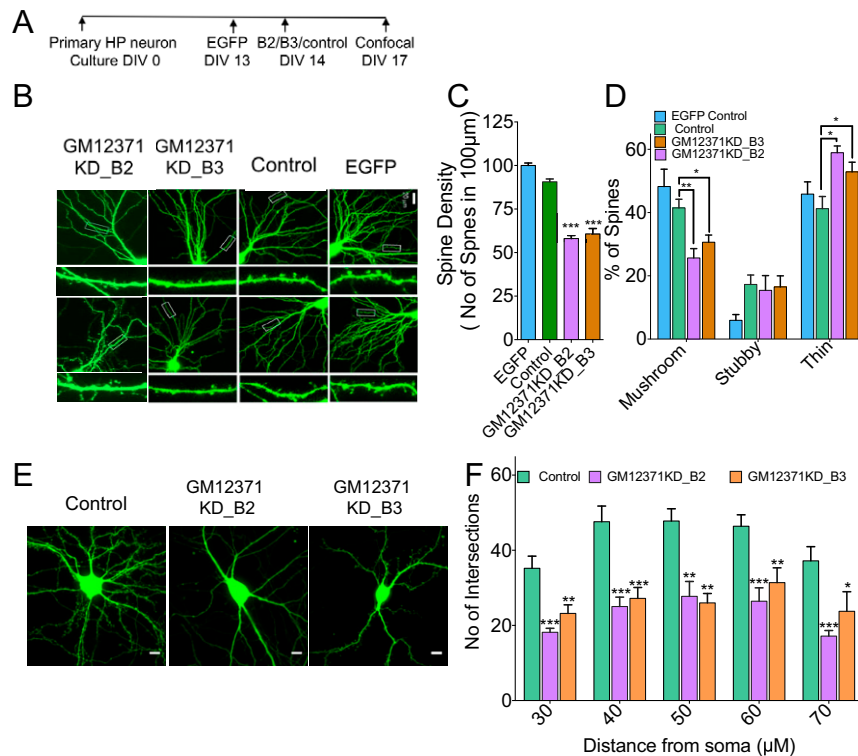 A
Primary HP neuron
Culture DIV 0
EGFP
DIV 13
B2/B3/control
DIV 14
Confocal
DIV 17
B
GM12371
KD_B2
GM12371
KD_B3
Control
EGFP
C
Spine Density
( No of Spnes in 100μm)
125
100
75
50
25
0
***
***
EGFP
Control
GM12371KD_B2
GM12371KD_B3
D
EGFP Control
Control
GM12371KD_B3
GM12371KD_B2
% of Spines
60
40
20
0
*
**
*
*
Mushroom
Stubby
Thin
E
Control
GM12371
KD_B2
GM12371
KD_B3
F
Control
GM12371KD_B2
GM12371KD_B3
No of Intersections
60
40
20
0
***
**
***
***
**
**
***
**
***
*
30
40
50
60
70
Distance from soma (μM)